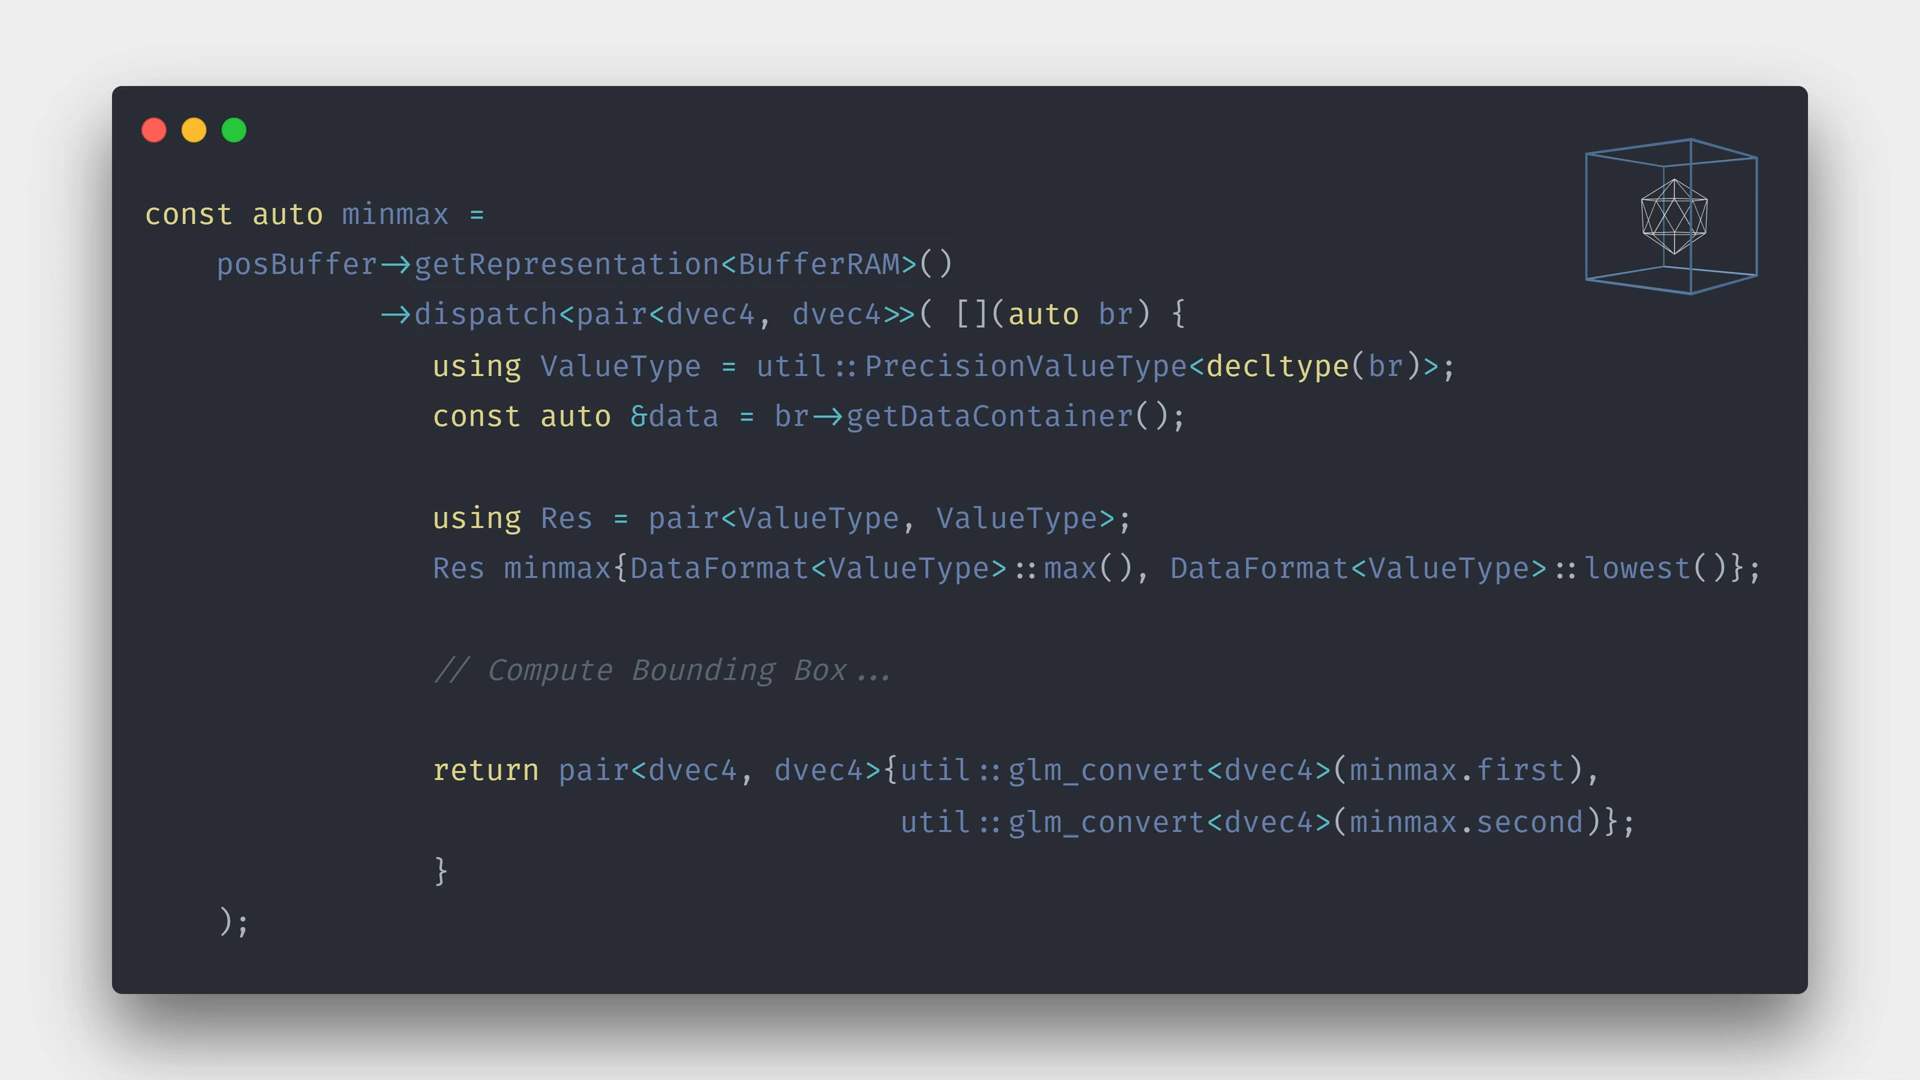 const auto minmax =
posBuffer->getRepresentation<BufferRAM>()
->dispatch<pair<dvec4, dvec4>>( [](auto br) {
using ValueType = util::PrecisionValueType<decltype(br)>;
const auto &data = br->getDataContainer();
using Res = pair<ValueType, ValueType>;
Res minmax{DataFormat<ValueType>::max(), DataFormat<ValueType>::lowest()};
// Compute Bounding Box...
return pair<dvec4, dvec4>{util::glm_convert<dvec4>(minmax.first),
util::glm_convert<dvec4>(minmax.second)};
}
);